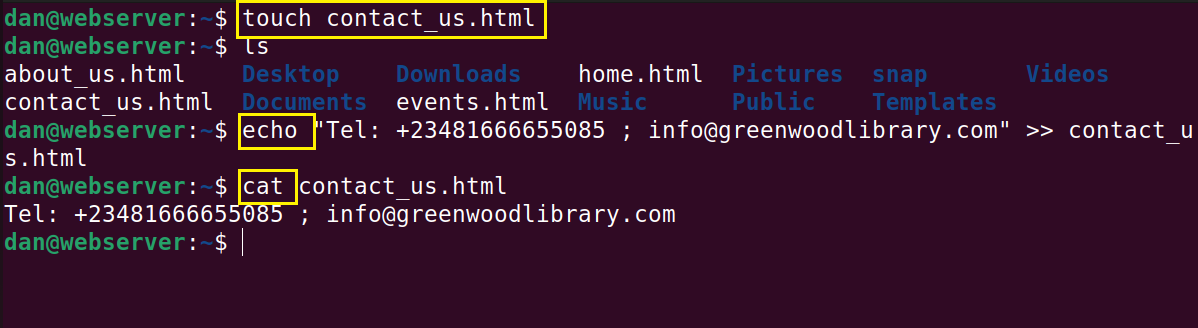 dan@webserver:~$ touch contact_us.html
dan@webserver:~$ ls
about_us.html    Desktop    Downloads    home.html  Pictures  snap       Videos
contact_us.html  Documents  events.html  Music      Public    Templates
dan@webserver:~$ echo "Tel: +23481666655085 ; info@greenwoodlibrary.com" >> contact_u
s.html
dan@webserver:~$ cat contact_us.html
Tel: +23481666655085 ; info@greenwoodlibrary.com
dan@webserver:~$